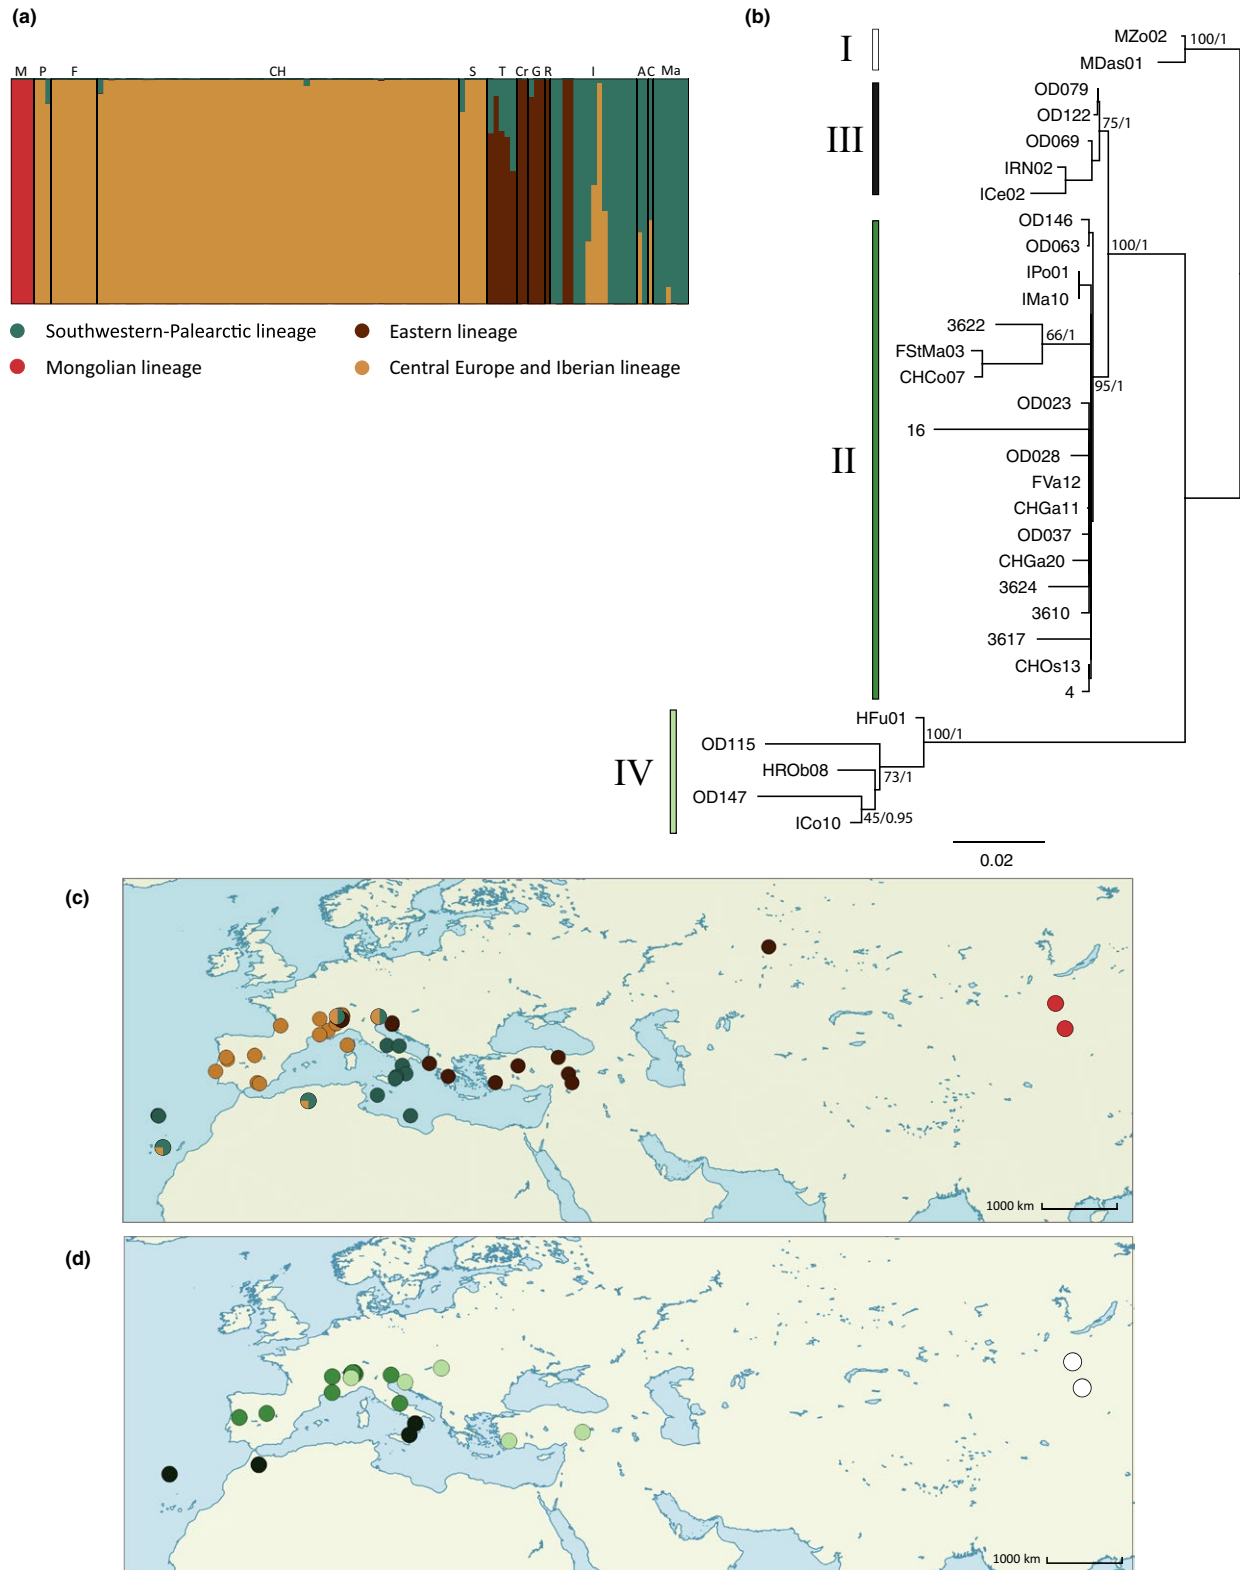 (a)
M P F CH S T Cr G R I A C Ma
Southwestern-Palearctic lineage
Eastern lineage
Mongolian lineage
Central Europe and Iberian lineage
(b)
I
III
II
IV
MZo02
100/1
MDas01
OD079
OD122
75/1
OD069
IRN02
ICe02
OD146
OD063
100/1
IPo01
IMa10
3622
66/1
FStMa03
CHCo07
95/1
OD023
16
OD028
FVa12
CHGa11
OD037
CHGa20
3624
3610
3617
CHOs13
4
HFu01
100/1
OD115
HROb08
73/1
OD147
ICo10
45/0.95
0.02
(c)
1000 km
(d)
1000 km